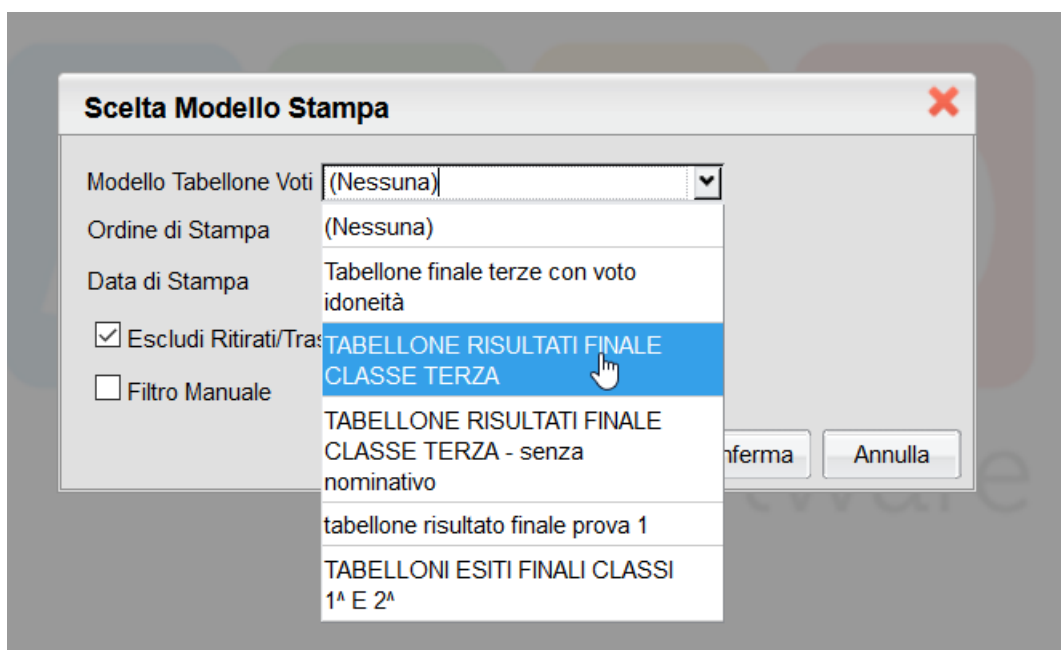 Scelta Modello Stampa
Modello Tabellone Voti (Nessuna)
Ordine di Stampa
Data di Stampa
Escludi Ritirati/Tras
Filtro Manuale
(Nessuna)
Tabellone finale terze con voto
idoneità
TABELLONE RISULTATI FINALE
CLASSE TERZA
TABELLONE RISULTATI FINALE
CLASSE TERZA - senza
nominativo
tabellone risultato finale prova 1
TABELLONI ESITI FINALI CLASSI
1^ E 2^
nferma Annulla